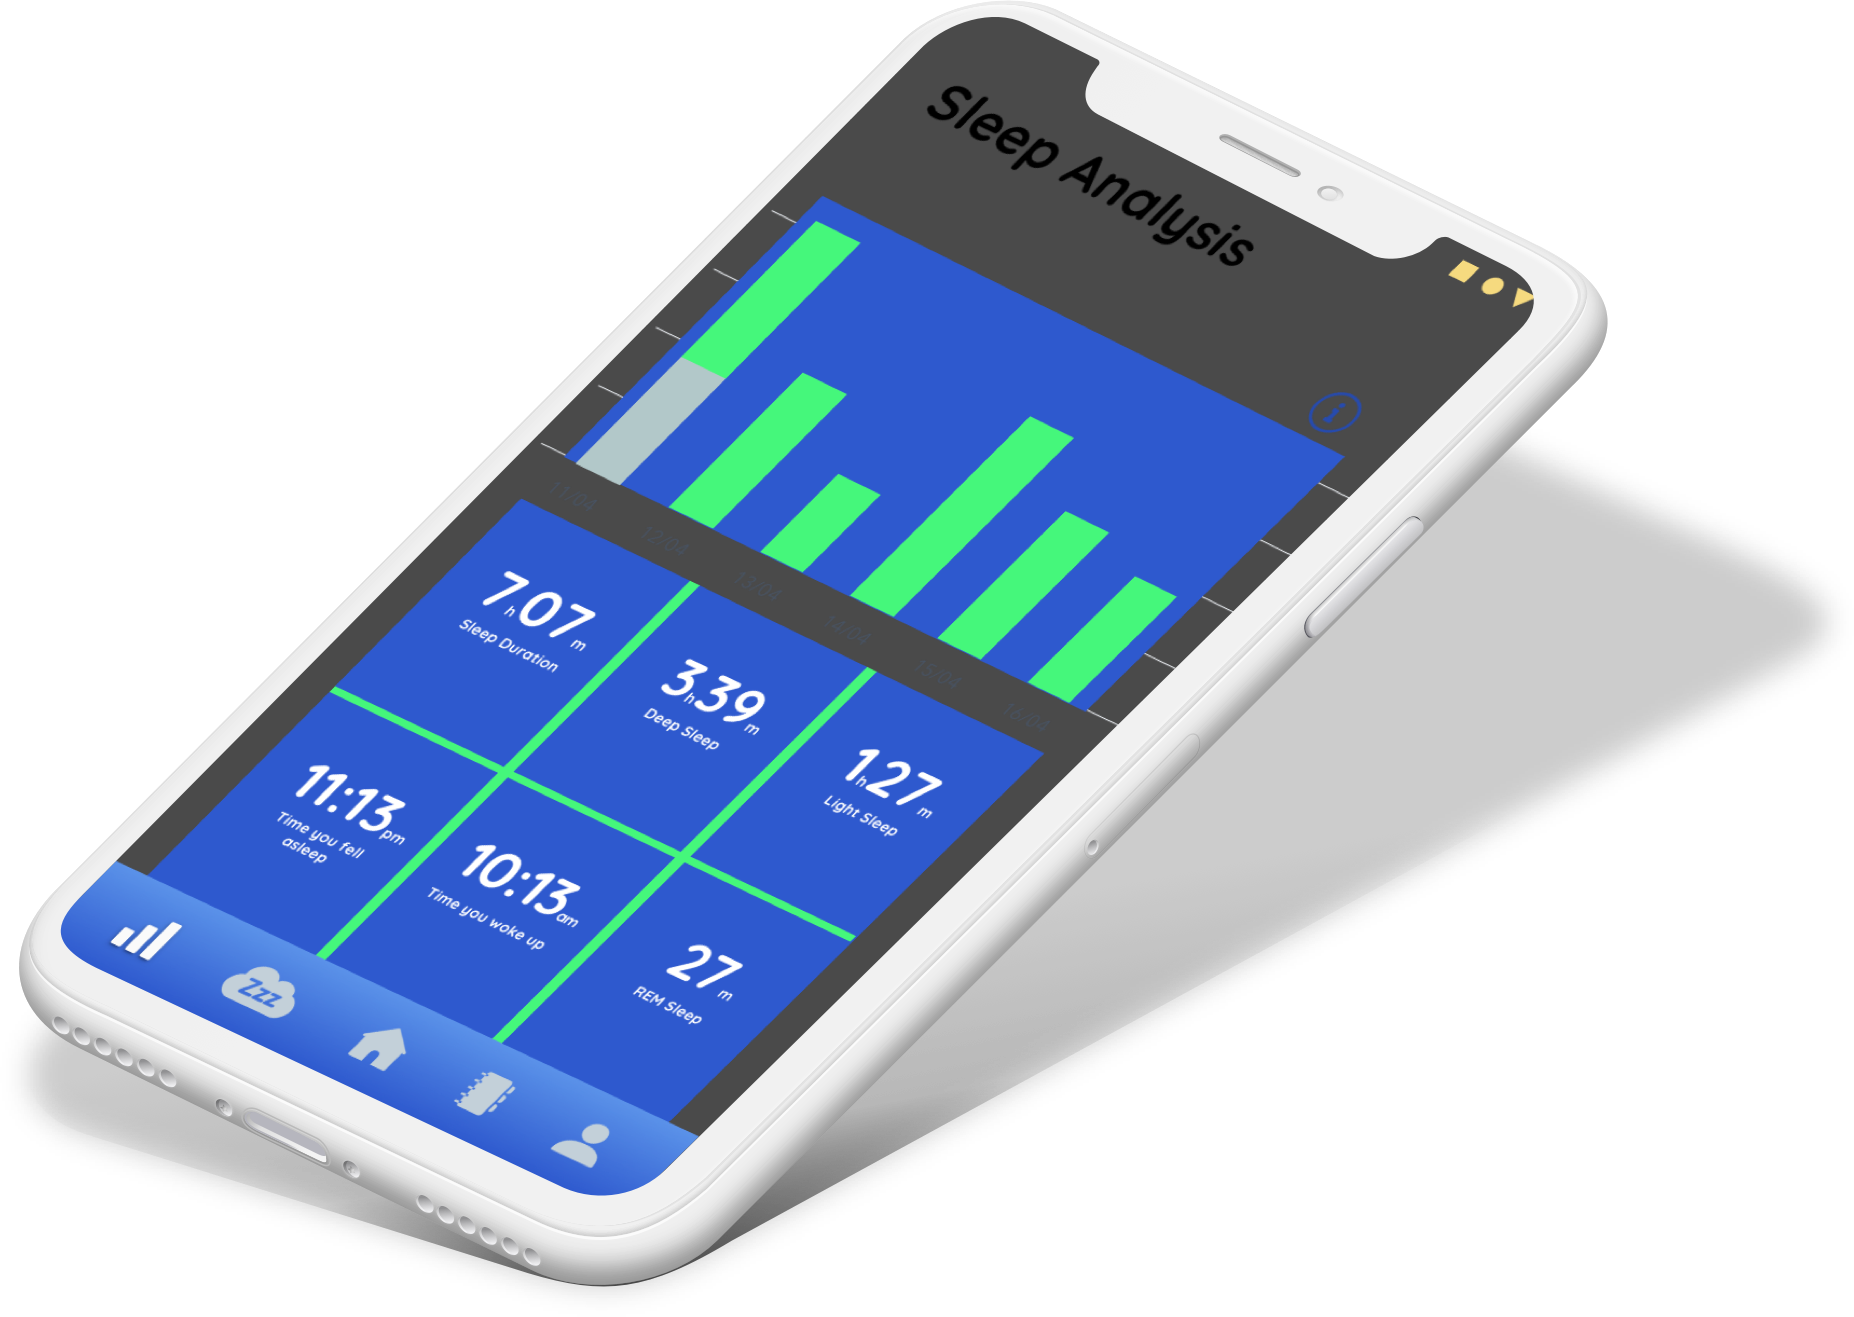 Sleep Analysis
i
11/04
12/04
13/04
14/04
15/04
16/04
7h07m
Sleep Duration
3h39m
Deep Sleep
1h27m
Light Sleep
11:13pm
Time you fell
asleep
10:13am
Time you woke up
27m
REM Sleep
Zzz